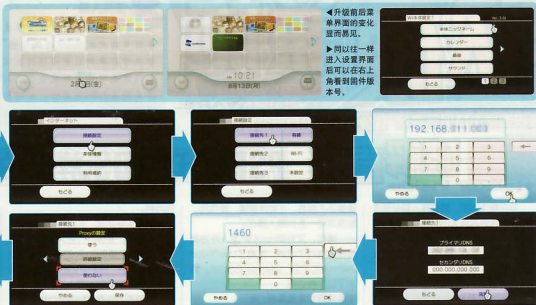 ◀升级前后菜
单界面的变化
显而易见。
▶同以往一样
进入设置界面
后可以在右上
角看到固件版
本号。
10:21
8月13日(月)
Wii本体設定 1
本体ニックネーム
カレンダー
画面
サウンド
もどる
1 2 3
インターネット
接続設定
本体情報
利用規約
もどる
接続設定
接続先1 有線
接続先2 Wi-Fi
接続先3 未設定
もどる
192.168.
1 2 3
4 5 6
7 8 9
0 .
やめる OK
接続先1
Proxyの設定
使う
詳細設定
使わない
やめる 保存
1460
1 2 3
4 5 6
7 8 9
0
やめる OK
接続先1
プライマリDNS
セカンダリDNS
000.000.000.000
もどる